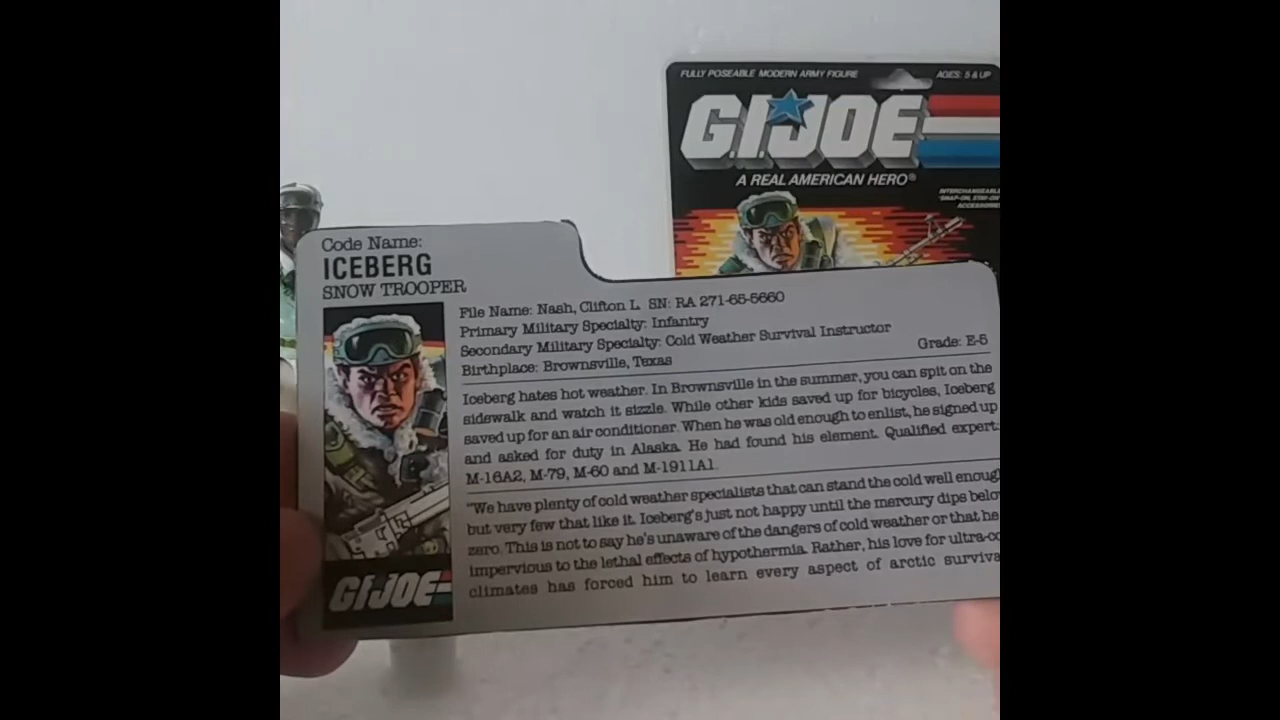 FULLY POSEABLE MODERN ARMY FIGURE
AGES: 5 & UP
G.I.JOE
A REAL AMERICAN HERO®
INTERCHANGEABLE
SNAP-ON, STAY-ON
ACCESSORIES
Code Name:
ICEBERG
SNOW TROOPER
File Name: Nash, Clifton L. SN: RA 271-65-5660
Primary Military Specialty: Infantry
Secondary Military Specialty: Cold Weather Survival Instructor
Birthplace: Brownsville, Texas
Grade: E-5
Iceberg hates hot weather. In Brownsville in the summer, you can spit on the
sidewalk and watch it sizzle. While other kids saved up for bicycles, Iceberg
saved up for an air conditioner. When he was old enough to enlist, he signed up
and asked for duty in Alaska. He had found his element. Qualified expert:
M-16A2, M-79, M-60 and M-1911A1.
"We have plenty of cold weather specialists that can stand the cold well enoug
but very few that like it. Iceberg's just not happy until the mercury dips belo
zero. This is not to say he's unaware of the dangers of cold weather or that he
impervious to the lethal effects of hypothermia. Rather, his love for ultra-co
climates has forced him to learn every aspect of arctic surviva
G.I.JOE